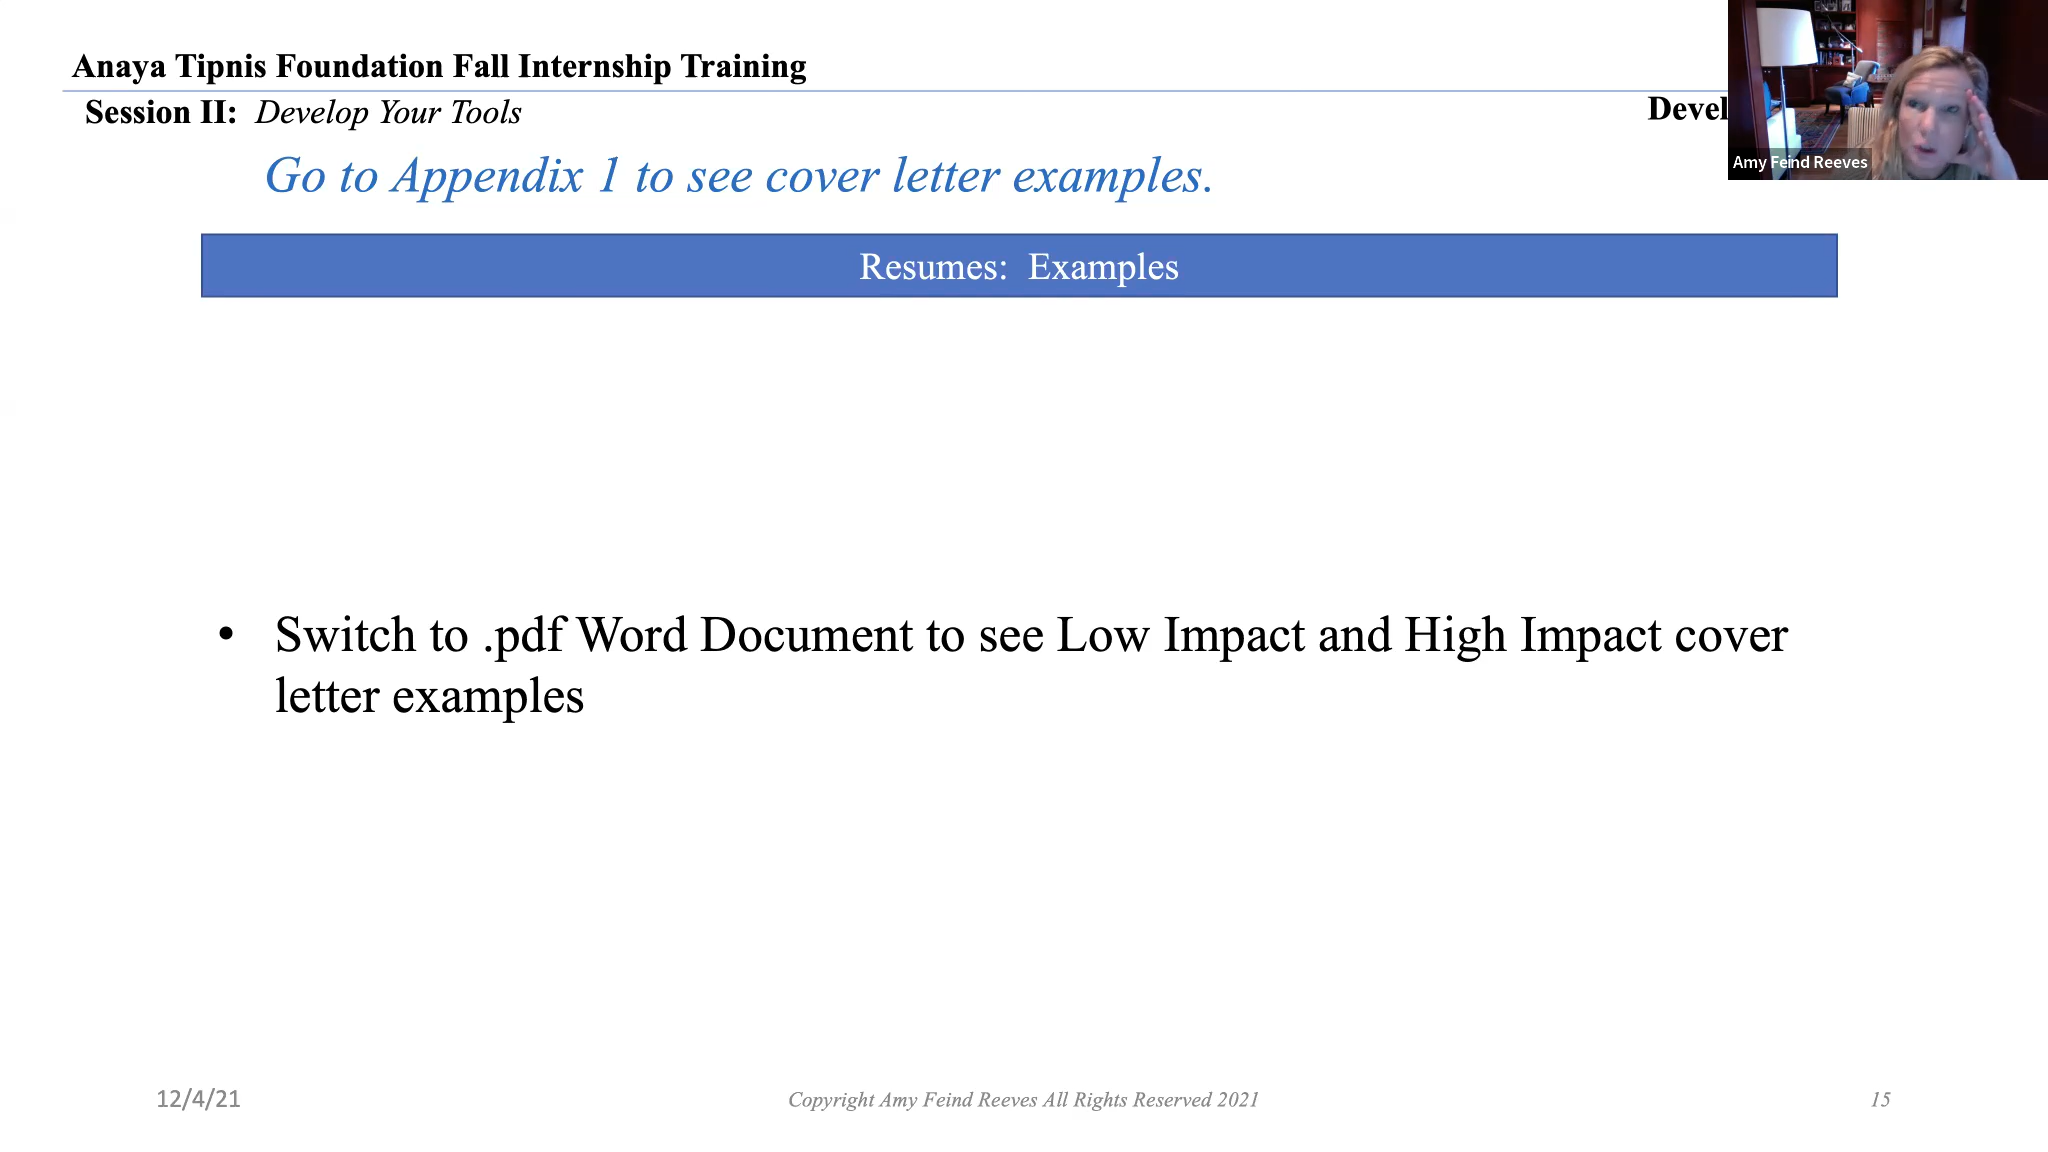 Anaya Tipnis Foundation Fall Internship Training
Session II: Develop Your Tools
Devel
Amy Feind Reeves
Go to Appendix 1 to see cover letter examples.
Resumes: Examples
• Switch to .pdf Word Document to see Low Impact and High Impact cover
letter examples
12/4/21
Copyright Amy Feind Reeves All Rights Reserved 2021
15